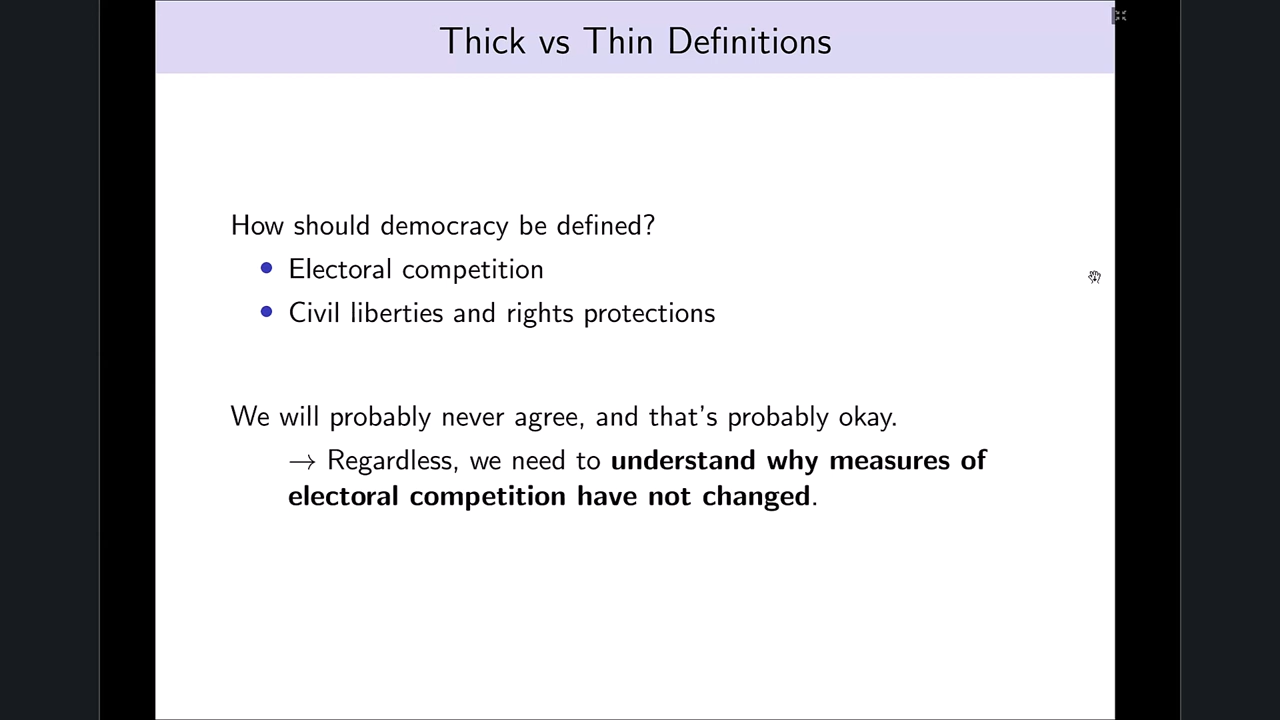 Thick vs Thin Definitions
How should democracy be defined?
• Electoral competition
• Civil liberties and rights protections
We will probably never agree, and that's probably okay.
→ Regardless, we need to understand why measures of
electoral competition have not changed.